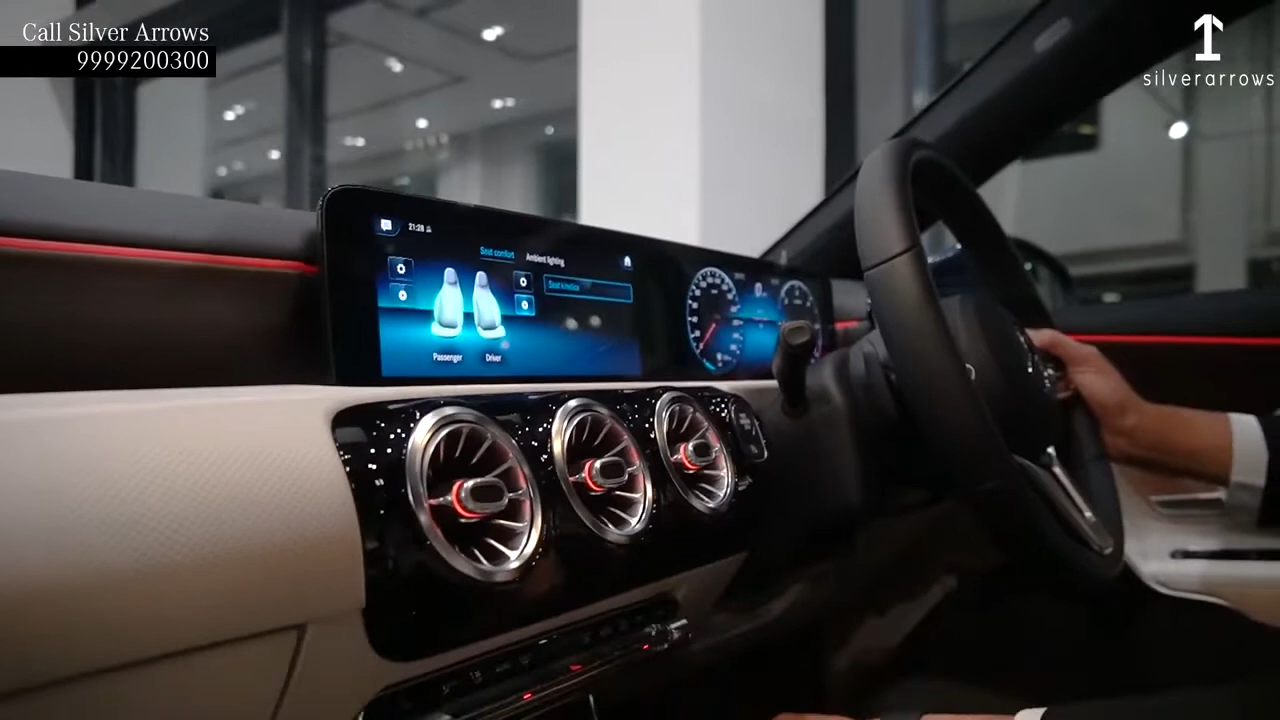 Call Silver Arrows
9999200300
silverarrows
21:28
Seat comfort
Ambient lighting
Seat kinetics
Passenger
Driver